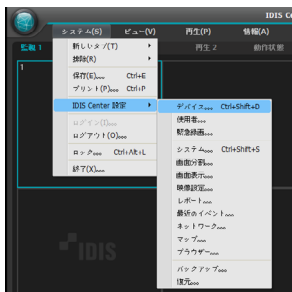 IDIS Ce
システム(S) ビュー(V) 再生(P) 情報(A)
監視 1 再生 2 動作状態
1
新しいタブ(T)
排除(R)
保存(E)... Ctrl+E
プリント(P)... Ctrl+P
IDIS Center 設定
ログイン(I)...
ログアウト(O)...
ロック... Ctrl+Alt+L
終了(X)...
デバイス... Ctrl+Shift+D
使用者...
緊急録画...
システム... Ctrl+Shift+S
画面分割...
画面表示...
映像設定...
レポート...
最近のイベント...
ネットワーク...
マップ...
ブラウザー...
バックアップ...
復元...
IDIS